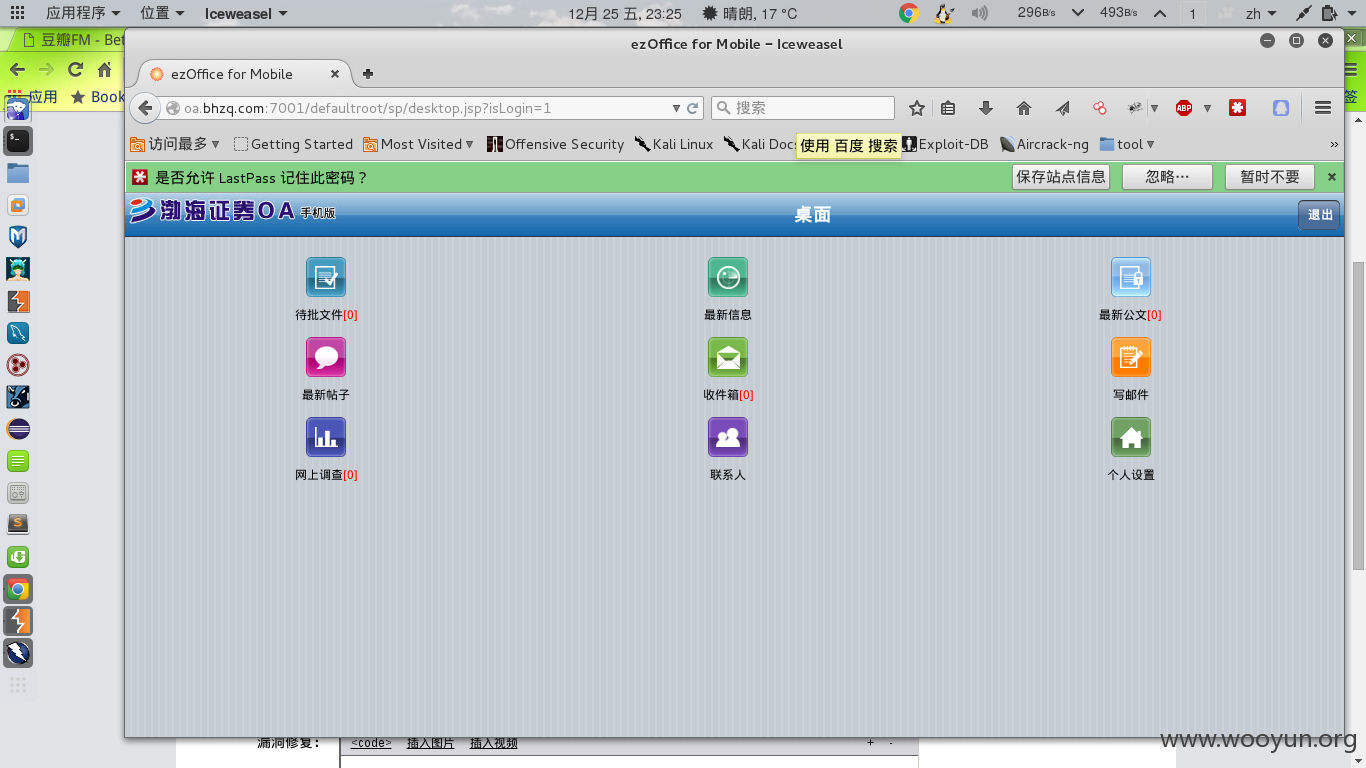 应用程序 位置 Iceweasel 12月 25 五, 23:25 晴朗, 17 °C 296B/s 493B/s 1 zh
豆瓣FM - Bet
ezOffice for Mobile - Iceweasel
ezOffice for Mobile
oa.bhzq.com:7001/defaultroot/sp/desktop.jsp?isLogin=1 搜索 ABP
应用 Book 签
访问最多 Getting Started Most Visited Offensive Security Kali Linux Kali Docs Exploit-DB Aircrack-ng tool »
使用 百度 搜索
是否允许 LastPass 记住此密码？ 保存站点信息 忽略… 暂时不要
渤海证券OA 手机版 桌面 退出
待批文件[0] 最新信息 最新公文[0]
最新帖子 收件箱[0] 写邮件
网上调查[0] 联系人 个人设置
漏洞修复： <code> 插入图片 插入视频 + -
www.wooyun.org